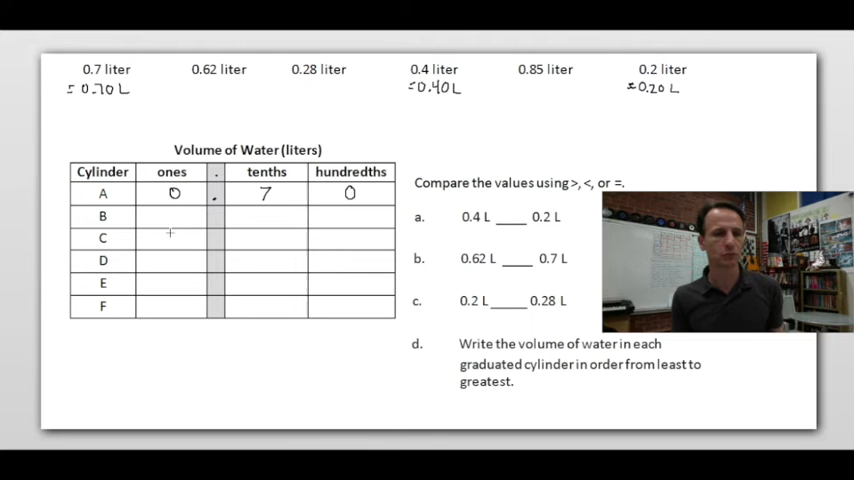 0.7 liter 0.62 liter 0.28 liter 0.4 liter 0.85 liter 0.2 liter
= 0.70 L =0.40L =0.20 L
Volume of Water (liters)
Cylinder ones . tenths hundredths
A 0 . 7 0
B
C
D
E
F
Compare the values using >, <, or =.
a. 0.4 L ____ 0.2 L
b. 0.62 L ____ 0.7 L
c. 0.2 L _____ 0.28 L
d. Write the volume of water in each
graduated cylinder in order from least to
greatest.